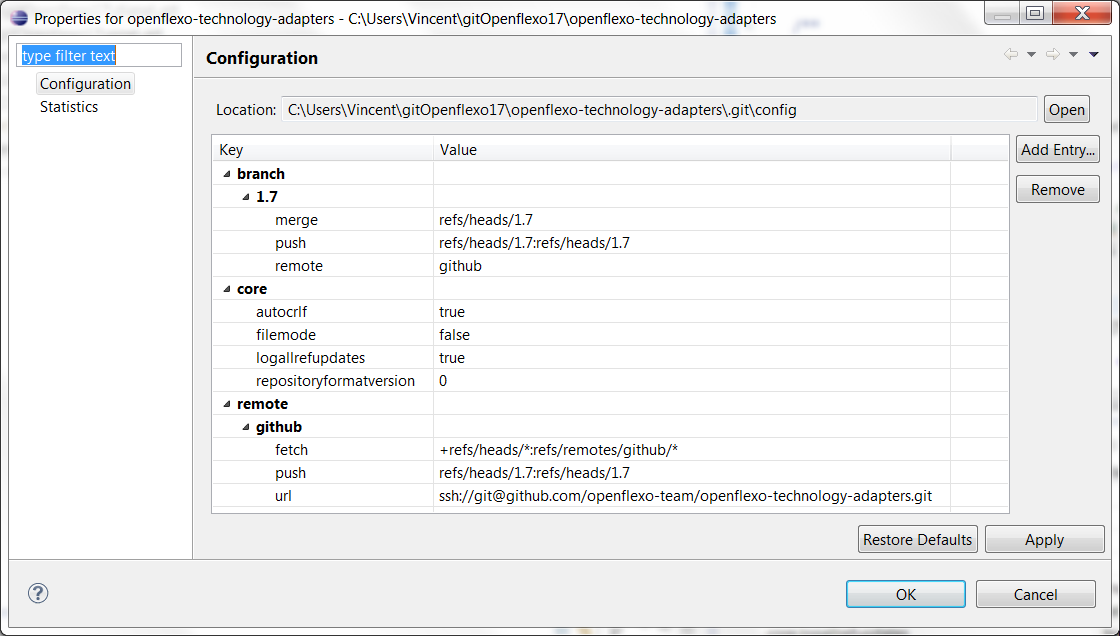 Properties for openflexo-technology-adapters - C:\Users\Vincent\gitOpenflexo17\openflexo-technology-adapters
type filter text
Configuration
Statistics
Configuration
Location: C:\Users\Vincent\gitOpenflexo17\openflexo-technology-adapters\.git\config Open
Key Value
Add Entry...
Remove
branch
1.7
merge refs/heads/1.7
push refs/heads/1.7:refs/heads/1.7
remote github
core
autocrlf true
filemode false
logallrefupdates true
repositoryformatversion 0
remote
github
fetch +refs/heads/*:refs/remotes/github/*
push refs/heads/1.7:refs/heads/1.7
url ssh://git@github.com/openflexo-team/openflexo-technology-adapters.git
Restore Defaults Apply
? OK Cancel